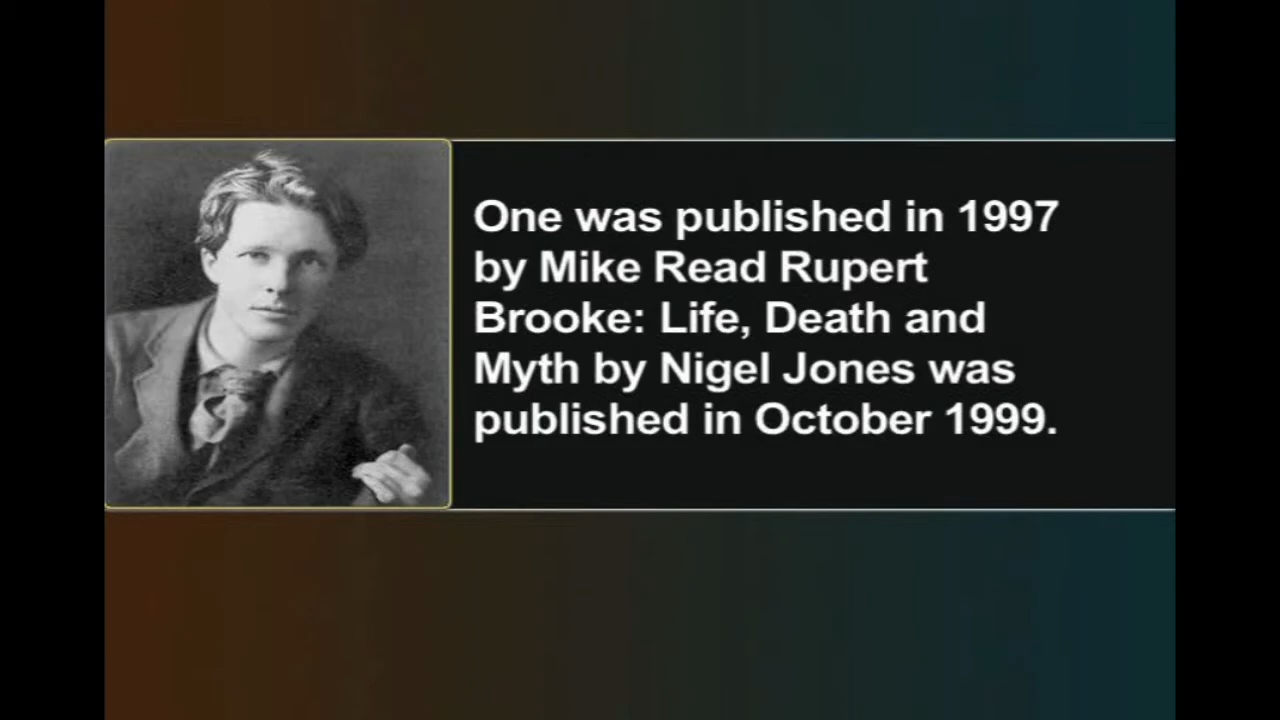 One was published in 1997
by Mike Read Rupert
Brooke: Life, Death and
Myth by Nigel Jones was
published in October 1999.